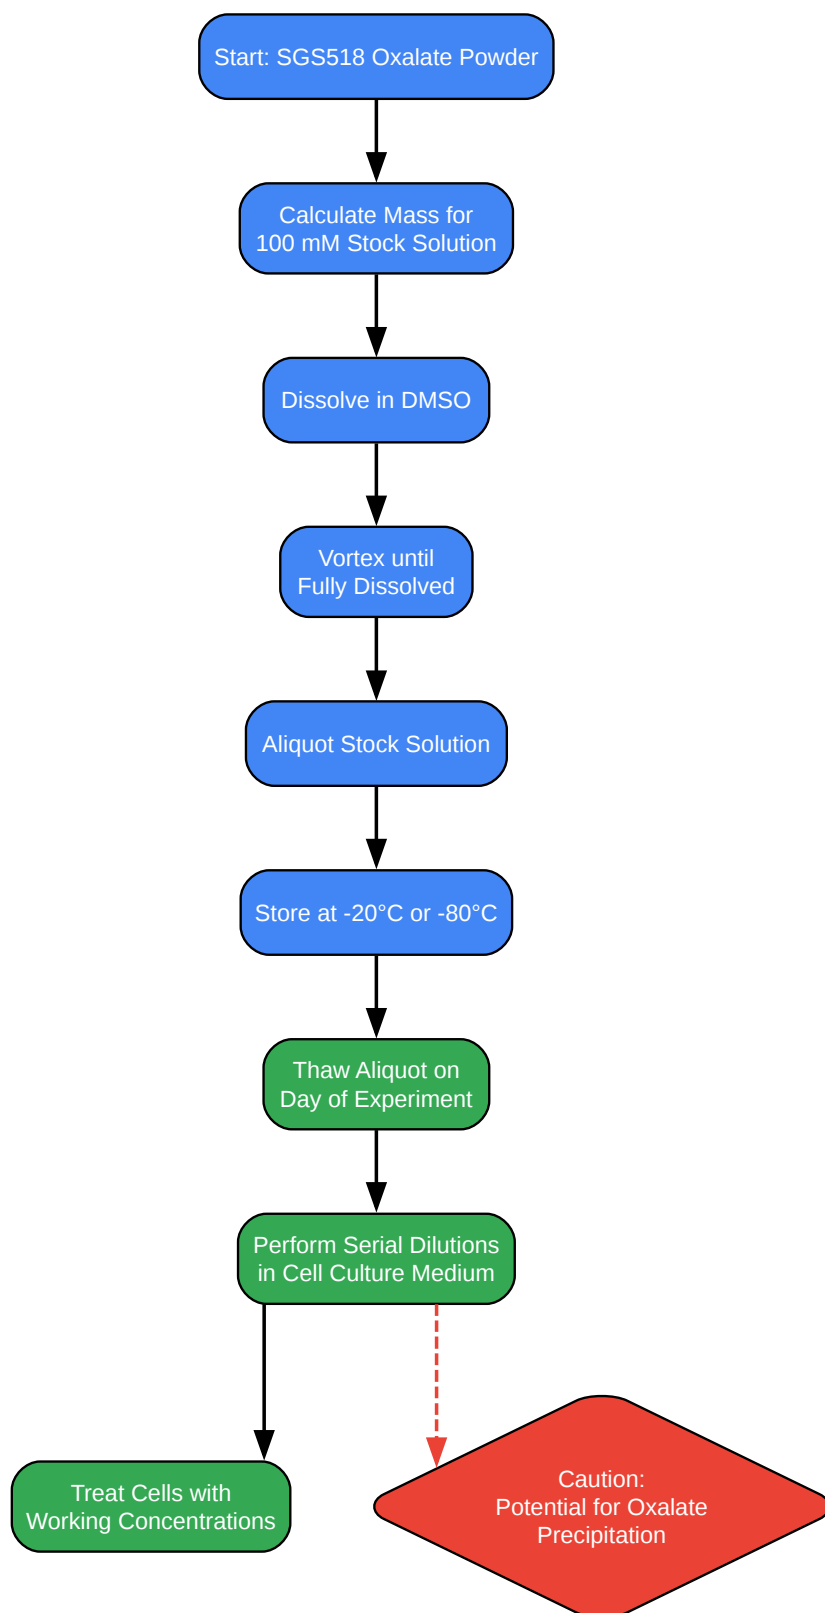 Start: SGS518 Oxalate Powder
Calculate Mass for
100 mM Stock Solution
Dissolve in DMSO
Vortex until
Fully Dissolved
Aliquot Stock Solution
Store at -20°C or -80°C
Thaw Aliquot on
Day of Experiment
Perform Serial Dilutions
in Cell Culture Medium
Treat Cells with
Working Concentrations
Caution:
Potential for Oxalate
Precipitation